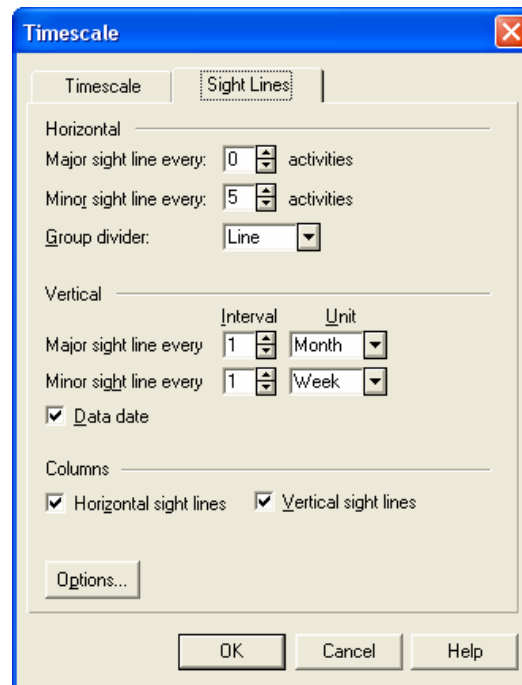 Timescale
Timescale Sight Lines
Horizontal
Major sight line every: 0 activities
Minor sight line every: 5 activities
Group divider: Line
Vertical
Interval Unit
Major sight line every 1 Month
Minor sight line every 1 Week
Data date
Columns
Horizontal sight lines Vertical sight lines
Options...
OK Cancel Help